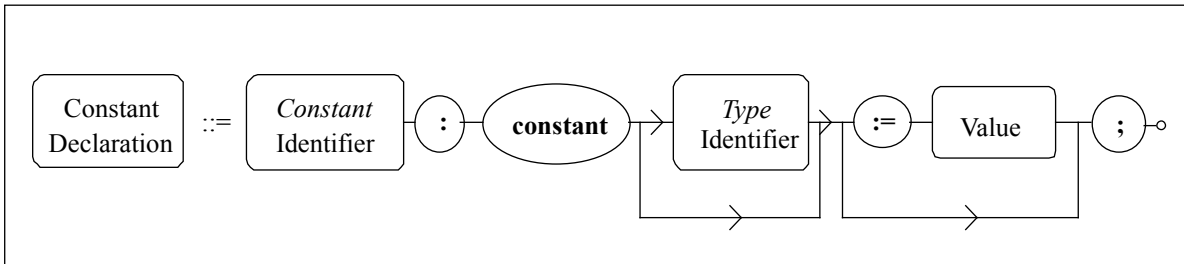 Constant
Declaration
::=
Constant
Identifier
:
constant
Type
Identifier
:=
Value
;